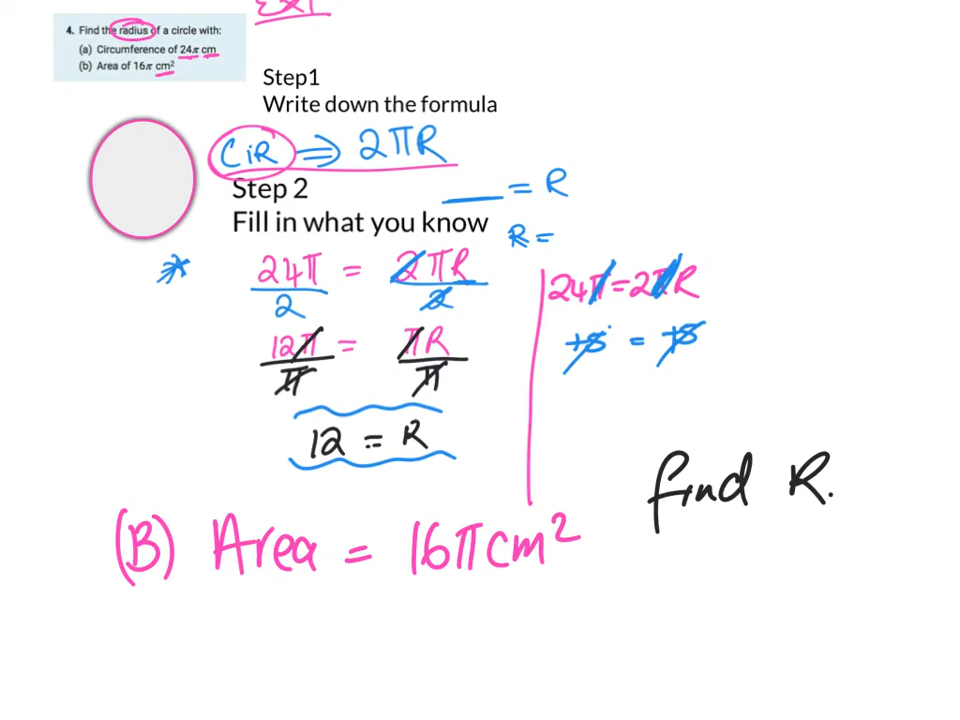 Ext
4. Find the radius of a circle with:
(a) Circumference of 24π cm
(b) Area of 16π cm²
Step1
Write down the formula
CiR ⇒ 2πR
Step 2
___ = R
Fill in what you know
R =
* 24π = 2πR
2 2
24π = 2πR
12π = πR
π π
+8 = +8
12 = R
find R.
(B) Area = 16πcm²